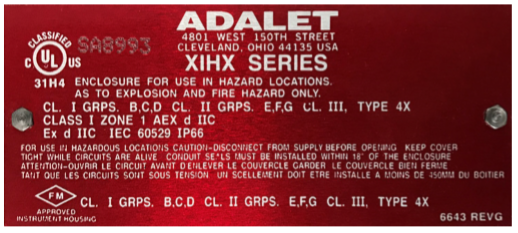 ADALET
4801 WEST 150TH STREET
CLEVELAND, OHIO 44135 USA
XIHX SERIES
CLASSIFIED
C UL US
SA8993
31H4 ENCLOSURE FOR USE IN HAZARD LOCATIONS.
AS TO EXPLOSION AND FIRE HAZARD ONLY.
CL. I GRPS. B,C,D CL. II GRPS. E,F,G CL. III, TYPE 4X
CLASS I ZONE 1 AEX d IIC
Ex d IIC IEC 60529 IP66
FOR USE IN HAZARDOUS LOCATIONS CAUTION-DISCONNECT FROM SUPPLY BEFORE OPENING KEEP COVER
TIGHT WHILE CIRCUITS ARE ALIVE CONDUIT SEALS MUST BE INSTALLED WITHIN 18" OF THE ENCLOSURE
ATTENTION-OUVRIR LE CIRCUIT AVANT D'ENLEVER LE COUVERCLE GARDER LE COUVERCLE BIEN FERME
TANT QUE LES CIRCUITS SOIT SOUS TENSION UN SCELLEMENT DOIT ETRE INSTALLE A MOINS DE 450MM DU BOITIER
FM
APPROVED
INSTRUMENT HOUSING
CL. I GRPS. B,C,D CL. II GRPS. E,F,G CL. III, TYPE 4X
6643 REVG